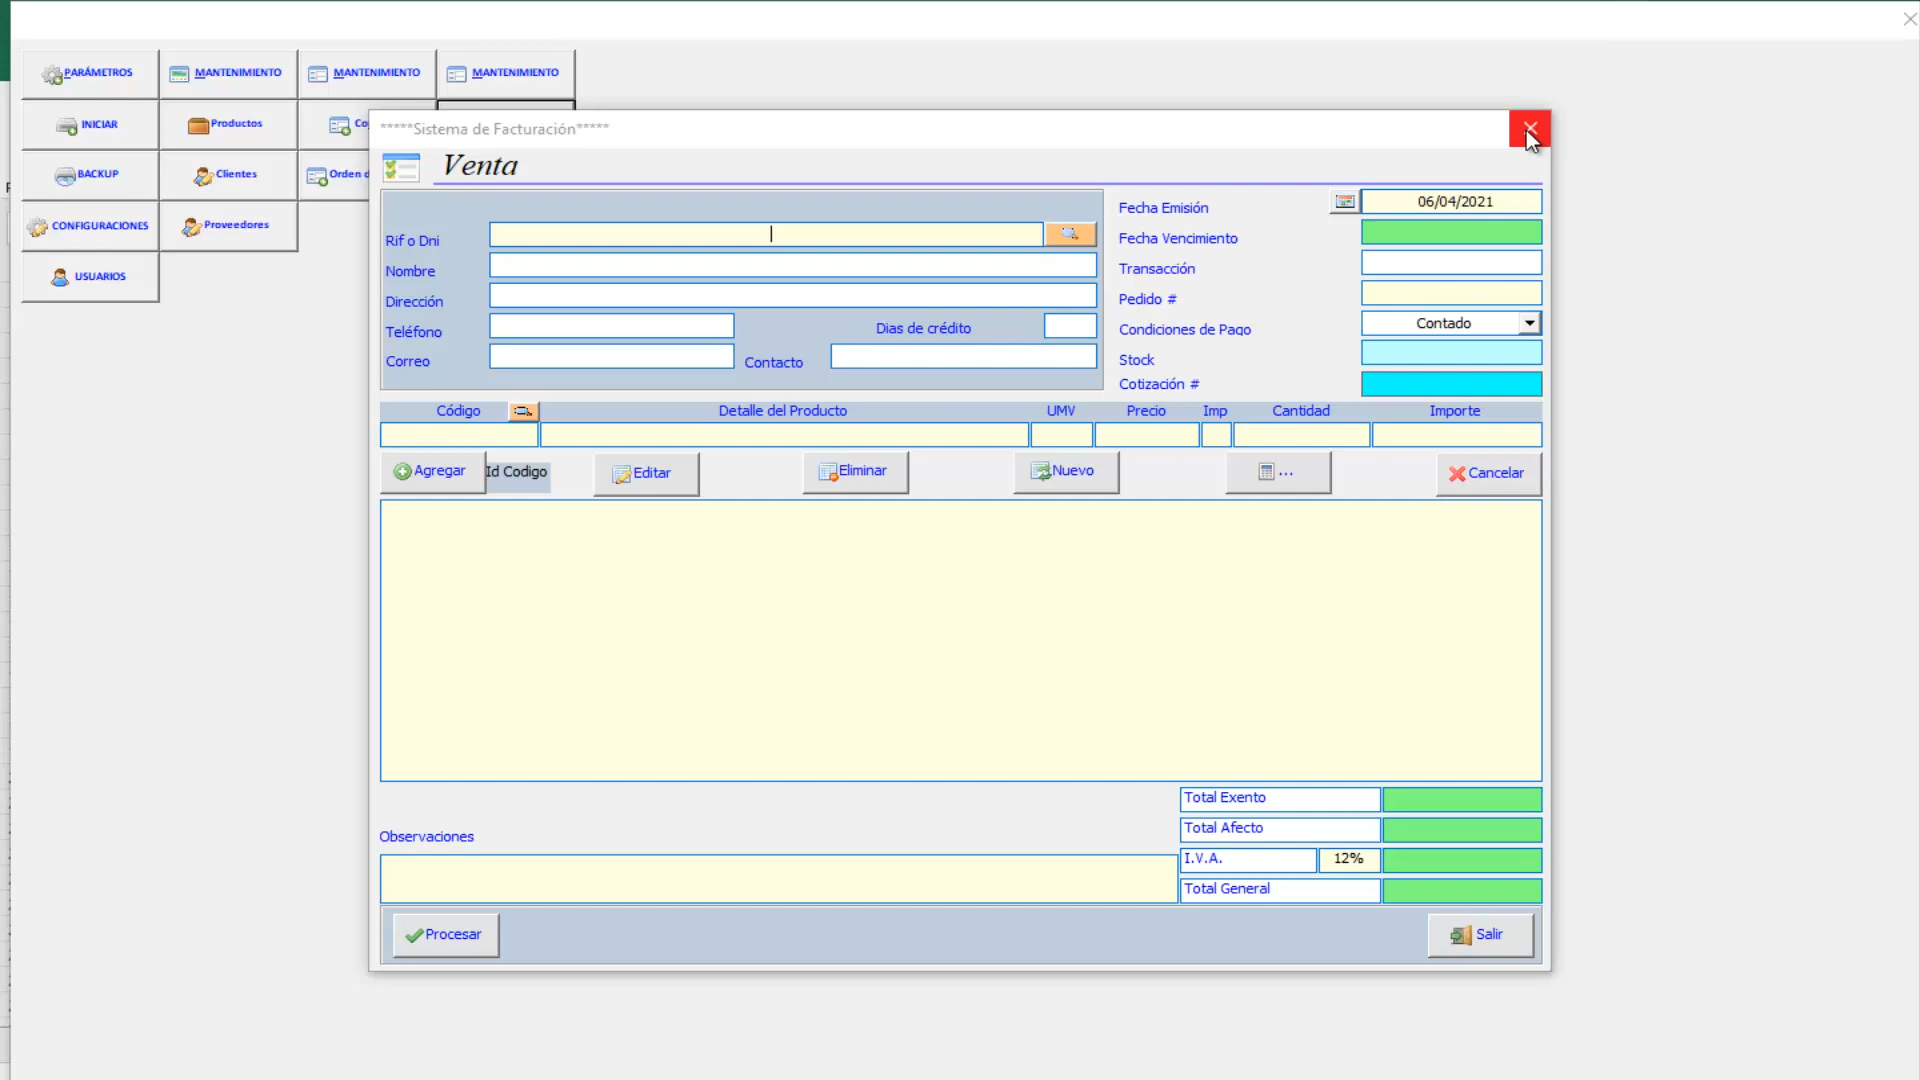 PARÁMETROS
MANTENIMIENTO
MANTENIMIENTO
MANTENIMIENTO
INICIAR
Productos
BACKUP
Clientes
Orden
CONFIGURACIONES
Proveedores
USUARIOS
*****Sistema de Facturación*****
Venta
Rif o Dni
Nombre
Dirección
Teléfono
Dias de crédito
Correo
Contacto
Fecha Emisión
06/04/2021
Fecha Vencimiento
Transacción
Pedido #
Condiciones de Pago
Contado
Stock
Cotización #
Código
Detalle del Producto
UMV
Precio
Imp
Cantidad
Importe
Agregar
Id Codigo
Editar
Eliminar
Nuevo
...
Cancelar
Total Exento
Total Afecto
I.V.A.
12%
Total General
Observaciones
Procesar
Salir